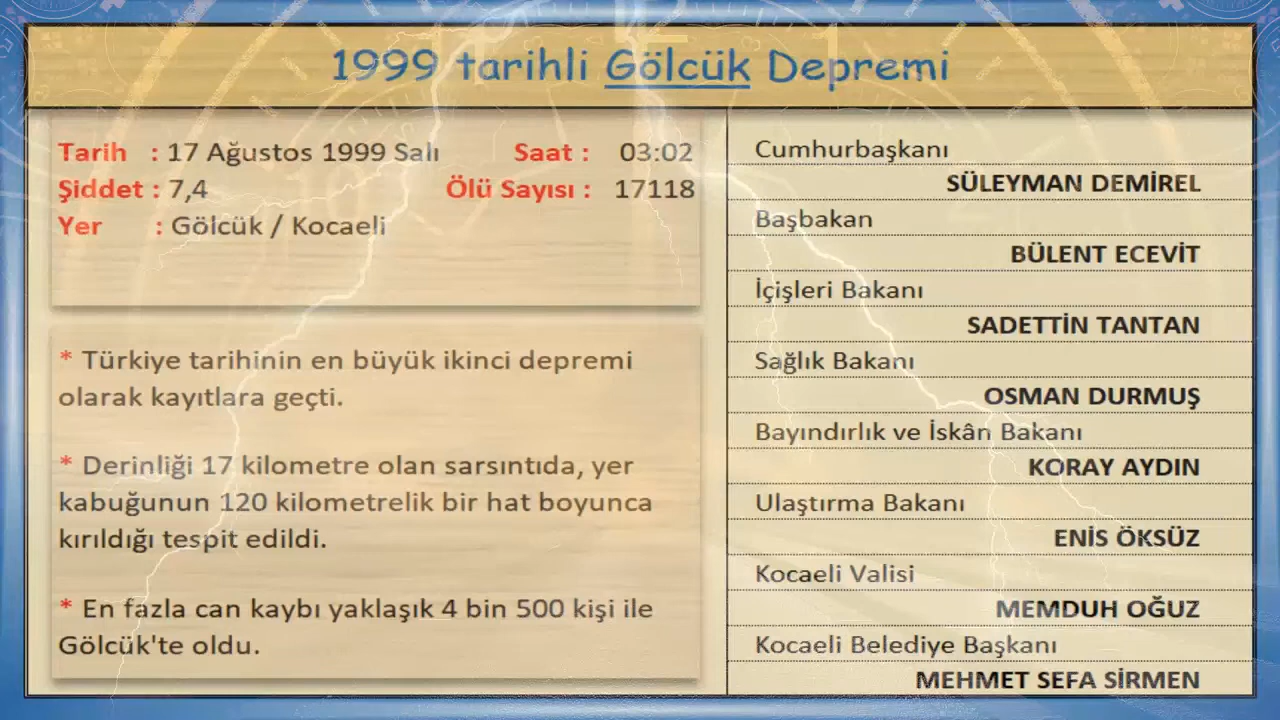 1999 tarihli Gölcük Depremi
Tarih : 17 Ağustos 1999 Salı Saat : 03:02
Şiddet : 7,4 Ölü Sayısı : 17118
Yer : Gölcük / Kocaeli
* Türkiye tarihinin en büyük ikinci depremi
olarak kayıtlara geçti.
* Derinliği 17 kilometre olan sarsıntıda, yer
kabuğunun 120 kilometrelik bir hat boyunca
kırıldığı tespit edildi.
* En fazla can kaybı yaklaşık 4 bin 500 kişi ile
Gölcük'te oldu.
Cumhurbaşkanı
SÜLEYMAN DEMİREL
Başbakan
BÜLENT ECEVİT
İçişleri Bakanı
SADETTİN TANTAN
Sağlık Bakanı
OSMAN DURMUŞ
Bayındırlık ve İskân Bakanı
KORAY AYDIN
Ulaştırma Bakanı
ENİS ÖKSÜZ
Kocaeli Valisi
MEMDUH OĞUZ
Kocaeli Belediye Başkanı
MEHMET SEFA SİRMEN